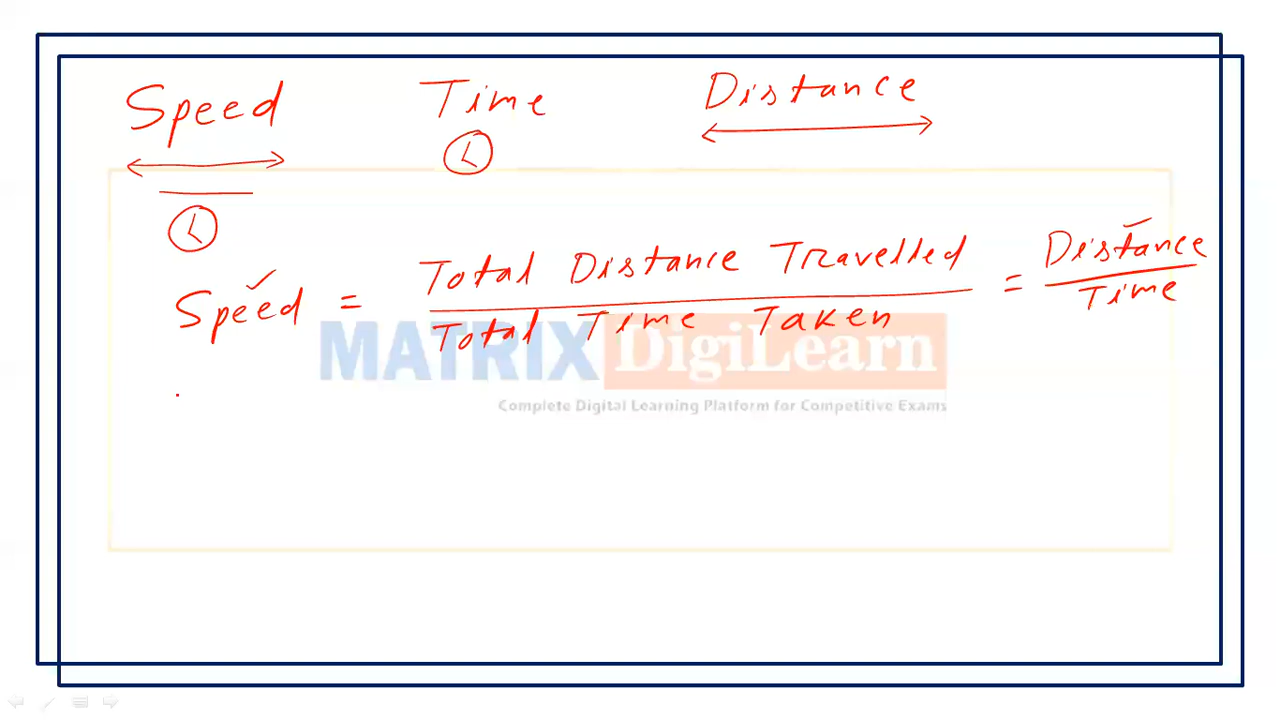 Speed Time Distance
Speed = Total Distance Travelled / Total Time Taken = Distance / Time
MATRIX DigiLearn
Complete Digital Learning Platform for Competitive Exams